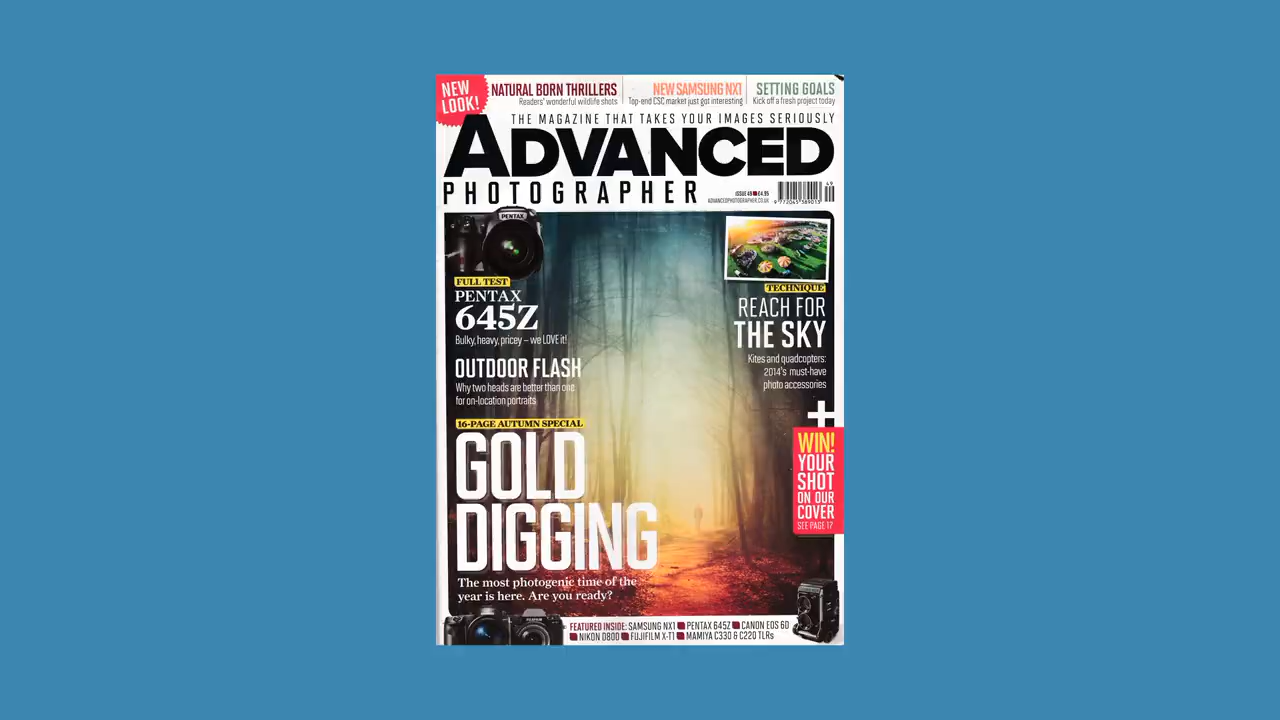 NEW
LOOK!
NATURAL BORN THRILLERS
Readers' wonderful wildlife shots
NEW SAMSUNG NX1
Top-end CSC market just got interesting
SETTING GOALS
Kick off a fresh project today
THE MAGAZINE THAT TAKES YOUR IMAGES SERIOUSLY
ADVANCED
PHOTOGRAPHER
ISSUE 49 £4.95
ADVANCEDPHOTOGRAPHER.CO.UK
49
9 772045 589013
PENTAX
FULL TEST
PENTAX
645Z
Bulky, heavy, pricey – we LOVE it!
OUTDOOR FLASH
Why two heads are better than one
for on-location portraits
TECHNIQUE
REACH FOR
THE SKY
Kites and quadcopters:
2014's must-have
photo accessories
+
WIN!
YOUR
SHOT
ON OUR
COVER
SEE PAGE 17
16-PAGE AUTUMN SPECIAL
GOLD
DIGGING
The most photogenic time of the
year is here. Are you ready?
FEATURED INSIDE: SAMSUNG NX1 PENTAX 645Z CANON EOS 6D
NIKON D800 FUJIFILM X-T1 MAMIYA C330 & C220 TLRs